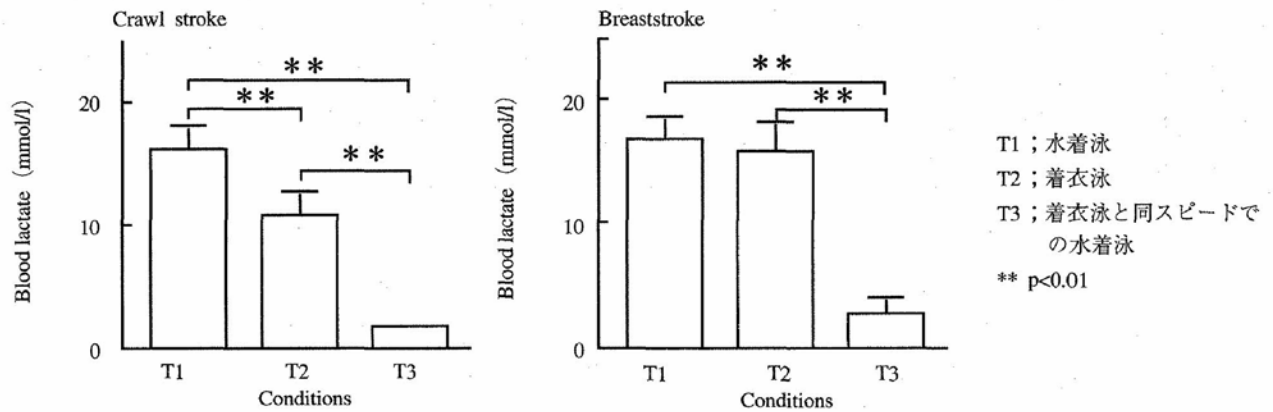 Crawl stroke
Blood lactate (mmol/l)
20
10
0
**
**
**
T1
T2
T3
Conditions
Breaststroke
Blood lactate (mmol/l)
20
10
0
**
**
T1
T2
T3
Conditions
T1；水着泳
T2；着衣泳
T3；着衣泳と同スピードで
の水着泳
** p<0.01